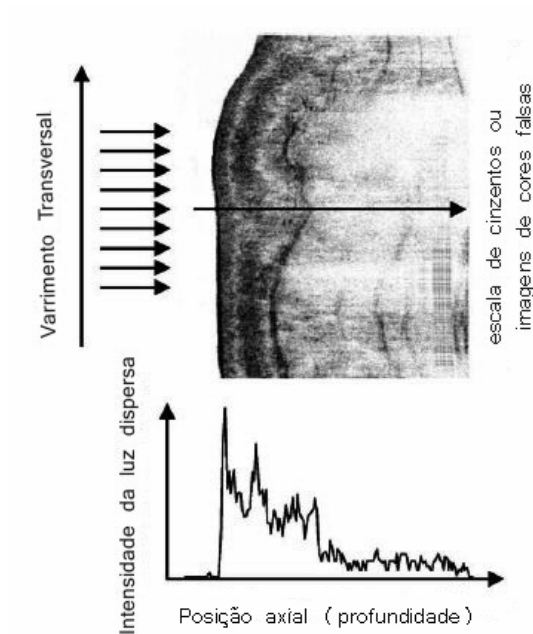 Varrimento Transversal
escala de cinzentos ou
imagens de cores falsas
Intensidade da luz dispersa
Posição axial ( profundidade )